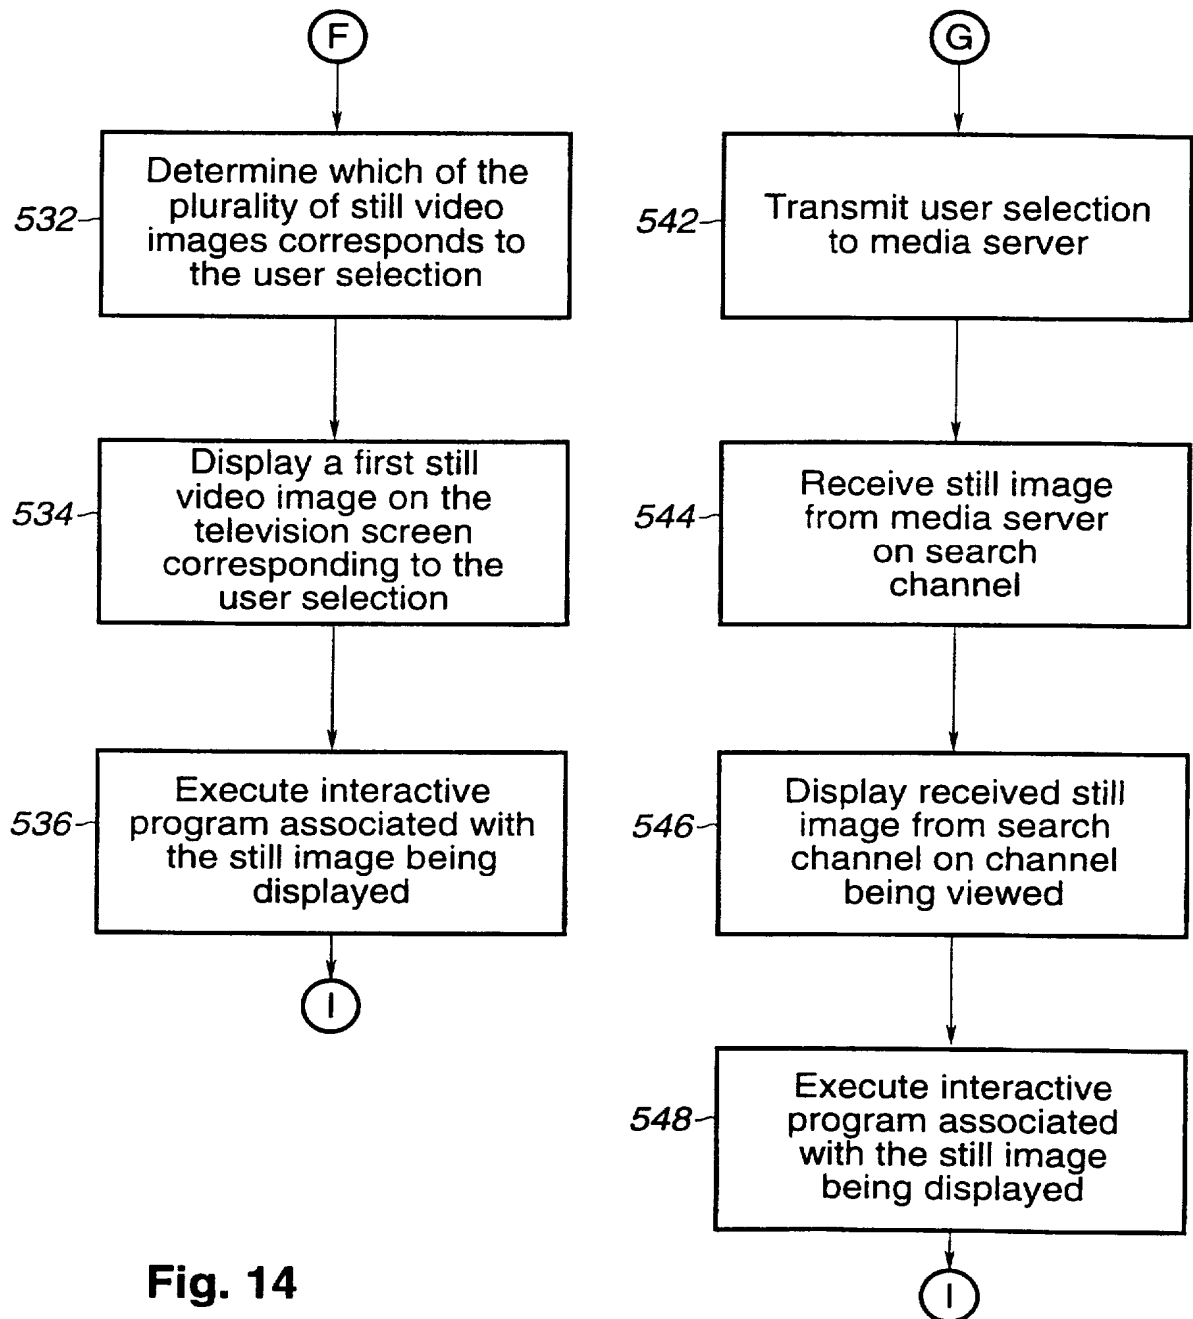 F
532
Determine which of the
plurality of still video
images corresponds to
the user selection
534
Display a first still
video image on the
television screen
corresponding to the
user selection
536
Execute interactive
program associated with
the still image being
displayed
I
G
542
Transmit user selection
to media server
544
Receive still image
from media server
on search
channel
546
Display received still
image from search
channel on channel
being viewed
548
Execute interactive
program associated
with the still image
being displayed
I
Fig. 14